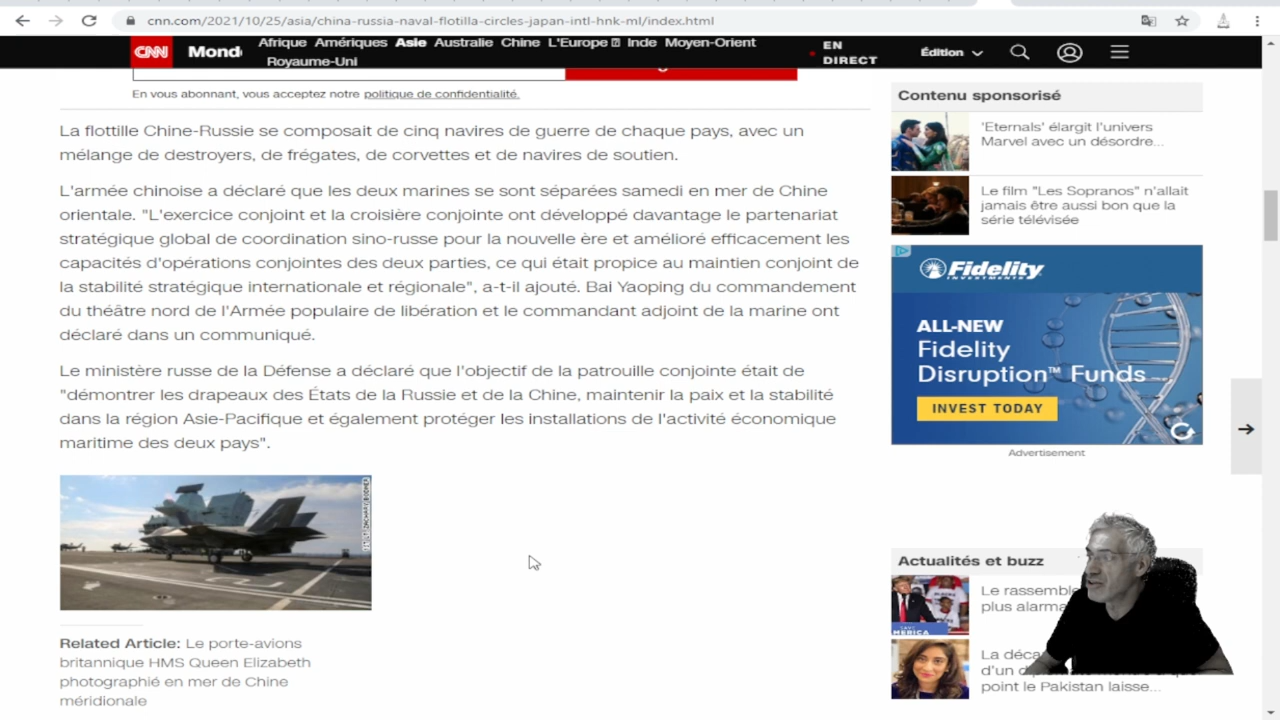 cnn.com/2021/10/25/asia/china-russia-naval-flotilla-circles-japan-intl-hnk-ml/index.html
CNN
Mond
Afrique Amériques Asie Australie Chine L'Europe Inde Moyen-Orient
Royaume-Uni
EN
DIRECT
Édition
En vous abonnant, vous acceptez notre politique de confidentialité.
La flottille Chine-Russie se composait de cinq navires de guerre de chaque pays, avec un
mélange de destroyers, de frégates, de corvettes et de navires de soutien.
L'armée chinoise a déclaré que les deux marines se sont séparées samedi en mer de Chine
orientale. "L'exercice conjoint et la croisière conjointe ont développé davantage le partenariat
stratégique global de coordination sino-russe pour la nouvelle ère et amélioré efficacement les
capacités d'opérations conjointes des deux parties, ce qui était propice au maintien conjoint de
la stabilité stratégique internationale et régionale", a-t-il ajouté. Bai Yaoping du commandement
du théâtre nord de l'Armée populaire de libération et le commandant adjoint de la marine ont
déclaré dans un communiqué.
Le ministère russe de la Défense a déclaré que l'objectif de la patrouille conjointe était de
"démontrer les drapeaux des États de la Russie et de la Chine, maintenir la paix et la stabilité
dans la région Asie-Pacifique et également protéger les installations de l'activité économique
maritime des deux pays".
Related Article: Le porte-avions
britannique HMS Queen Elizabeth
photographié en mer de Chine
méridionale
Contenu sponsorisé
'Eternals' élargit l'univers
Marvel avec un désordre...
Le film "Les Sopranos" n'allait
jamais être aussi bon que la
série télévisée
Fidelity
INVESTMENTS
ALL-NEW
Fidelity
Disruption™ Funds
INVEST TODAY
Advertisement
Actualités et buzz
Le rassemble
plus alarma
La déca
d'un
point le Pakistan laisse...